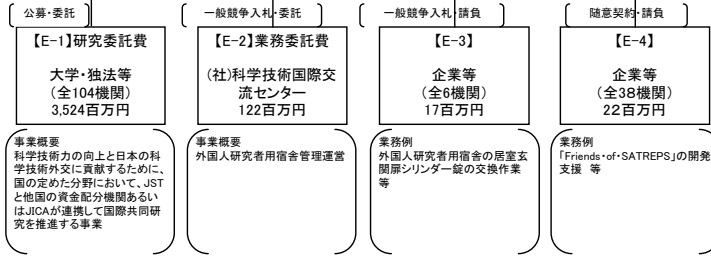 公募・委託
【E-1】研究委託費
大学・独法等
(全104機関)
3,524百万円
事業概要
科学技術力の向上と日本の科
学技術外交に貢献するために、
国の定めた分野において、JST
と他国の資金配分機関あるい
はJICAが連携して国際共同研
究を推進する事業
一般競争入札・委託
【E-2】業務委託費
(社)科学技術国際交
流センター
122百万円
事業概要
外国人研究者用宿舎管理運営
一般競争入札・請負
【E-3】
企業等
(全6機関)
17百万円
業務例
外国人研究者用宿舎の居室玄
関扉シリンダー錠の交換作業
等
随意契約・請負
【E-4】
企業等
(全38機関)
22百万円
業務例
「Friends・of・SATREPS」の開発
支援 等